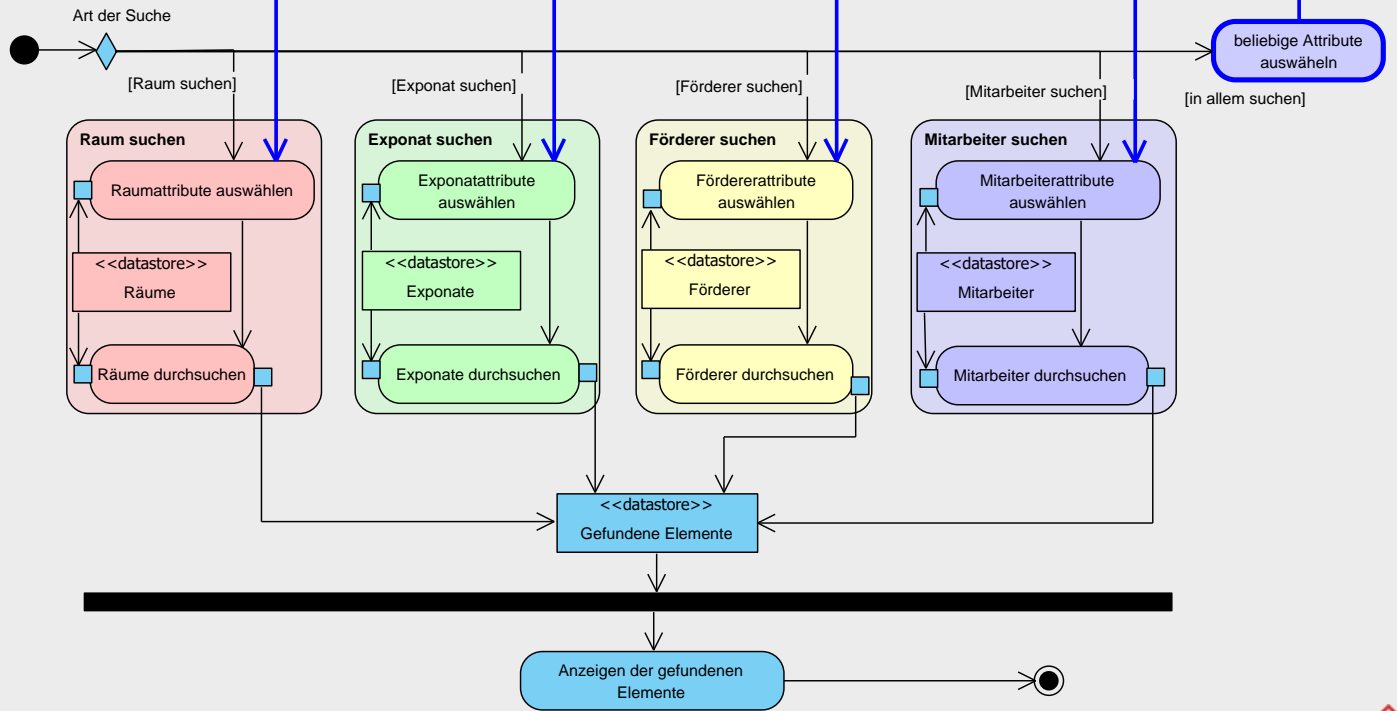 Art der Suche
beliebige Attribute
auswäheln
[Raum suchen]
[Exponat suchen]
[Förderer suchen]
[Mitarbeiter suchen]
[in allem suchen]
Raum suchen
Exponat suchen
Förderer suchen
Mitarbeiter suchen
Raumattribute auswählen
Exponatattribute
auswählen
Fördererattribute
auswählen
Mitarbeiterattribute
auswählen
<<datastore>>
Räume
<<datastore>>
Exponate
<<datastore>>
Förderer
<<datastore>>
Mitarbeiter
Räume durchsuchen
Exponate durchsuchen
Förderer durchsuchen
Mitarbeiter durchsuchen
<<datastore>>
Gefundene Elemente
Anzeigen der gefundenen
Elemente